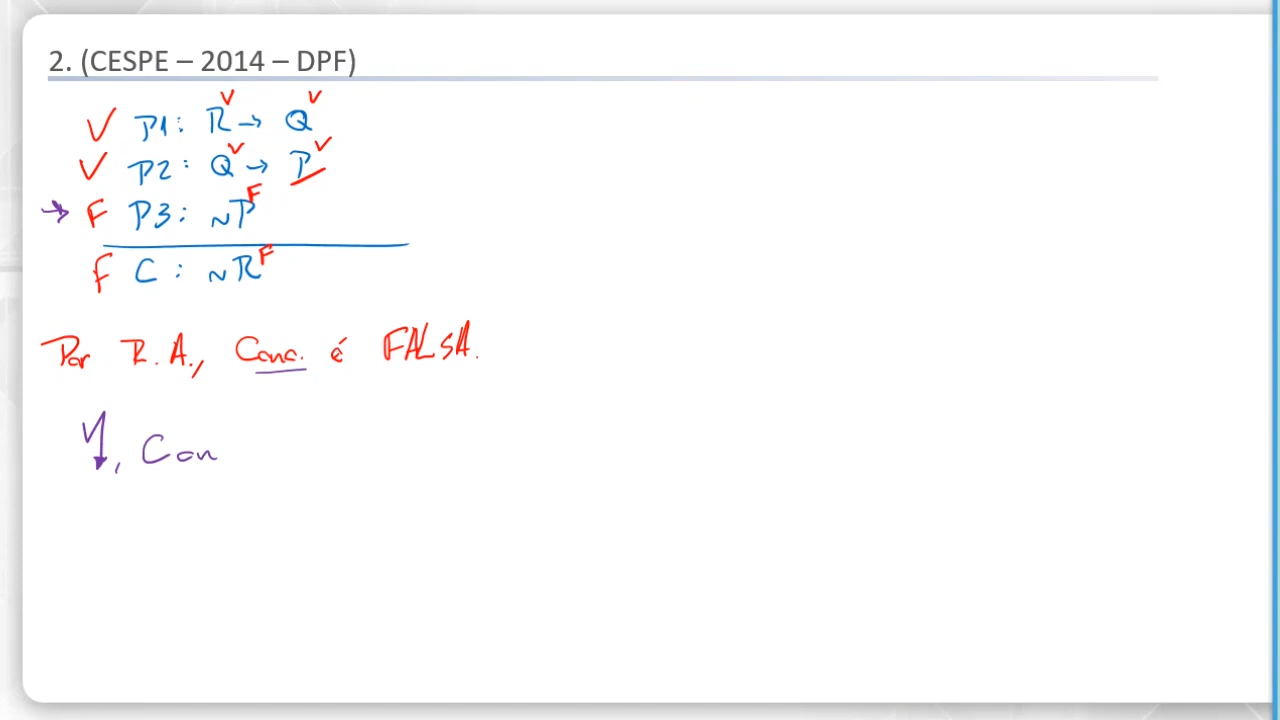 2. (CESPE – 2014 – DPF)
V P1: R V → Q V
V P2: Q V → P V
→ F P3: ~P F
F C: ~R F
Por R.A., Conc. é FALSA.
, Con